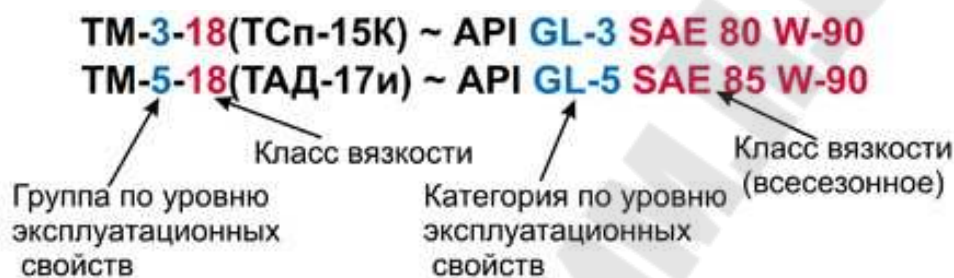 ТМ-3-18(ТСп-15К) ~ API GL-3 SAE 80 W-90
ТМ-5-18(ТАД-17и) ~ API GL-5 SAE 85 W-90
Класс вязкости
Класс вязкости
(всесезонное)
Группа по уровню
эксплуатационных
свойств
Категория по уровню
эксплуатационных
свойств